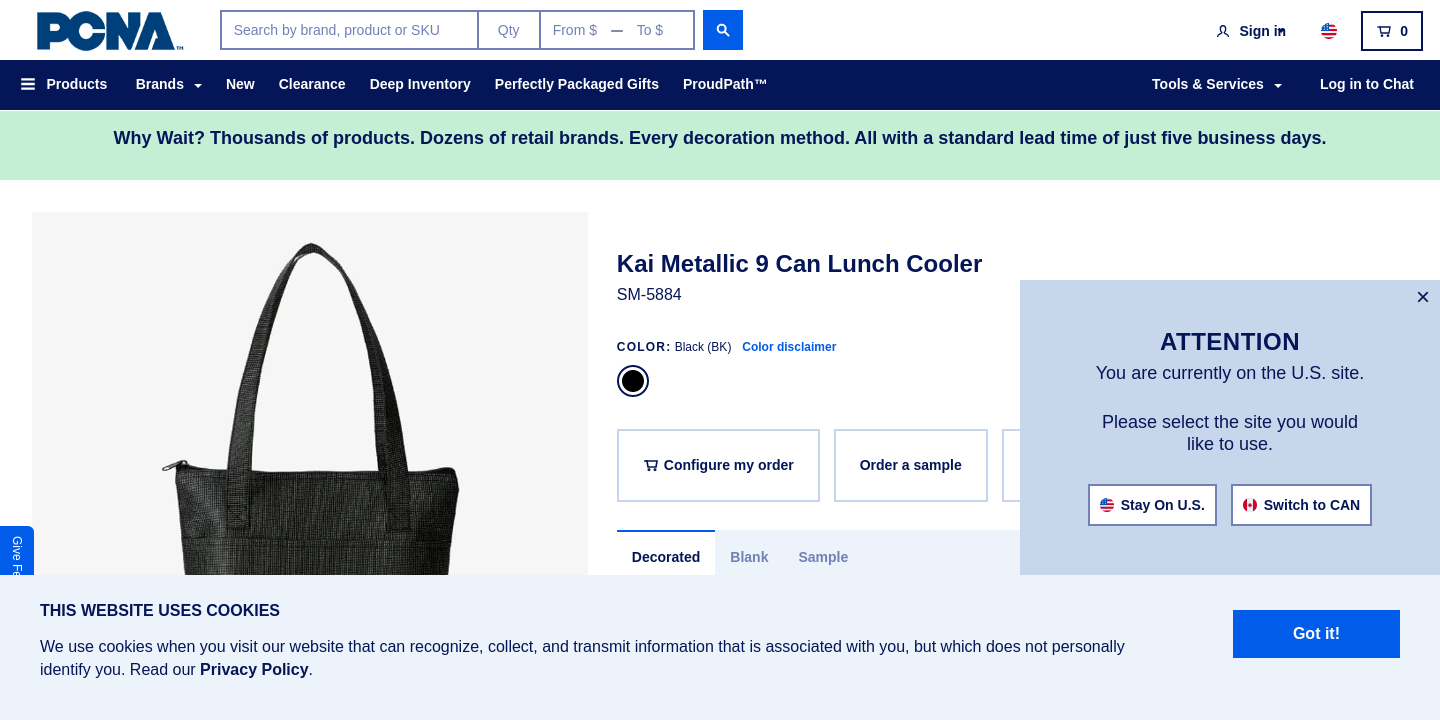 PCNA™
Search by brand, product or SKU
Qty
From $ — To $
Sign in
0
Products
Brands
New
Clearance
Deep Inventory
Perfectly Packaged Gifts
ProudPath™
Tools & Services
Log in to Chat
Why Wait? Thousands of products. Dozens of retail brands. Every decoration method. All with a standard lead time of just five business days.
Kai Metallic 9 Can Lunch Cooler
SM-5884
COLOR: Black (BK) Color disclaimer
Configure my order
Order a sample
Decorated
Blank
Sample
×
ATTENTION
You are currently on the U.S. site.
Please select the site you would
like to use.
Stay On U.S.
Switch to CAN
Give
THIS WEBSITE USES COOKIES
We use cookies when you visit our website that can recognize, collect, and transmit information that is associated with you, but which does not personally
identify you. Read our Privacy Policy.
Got it!